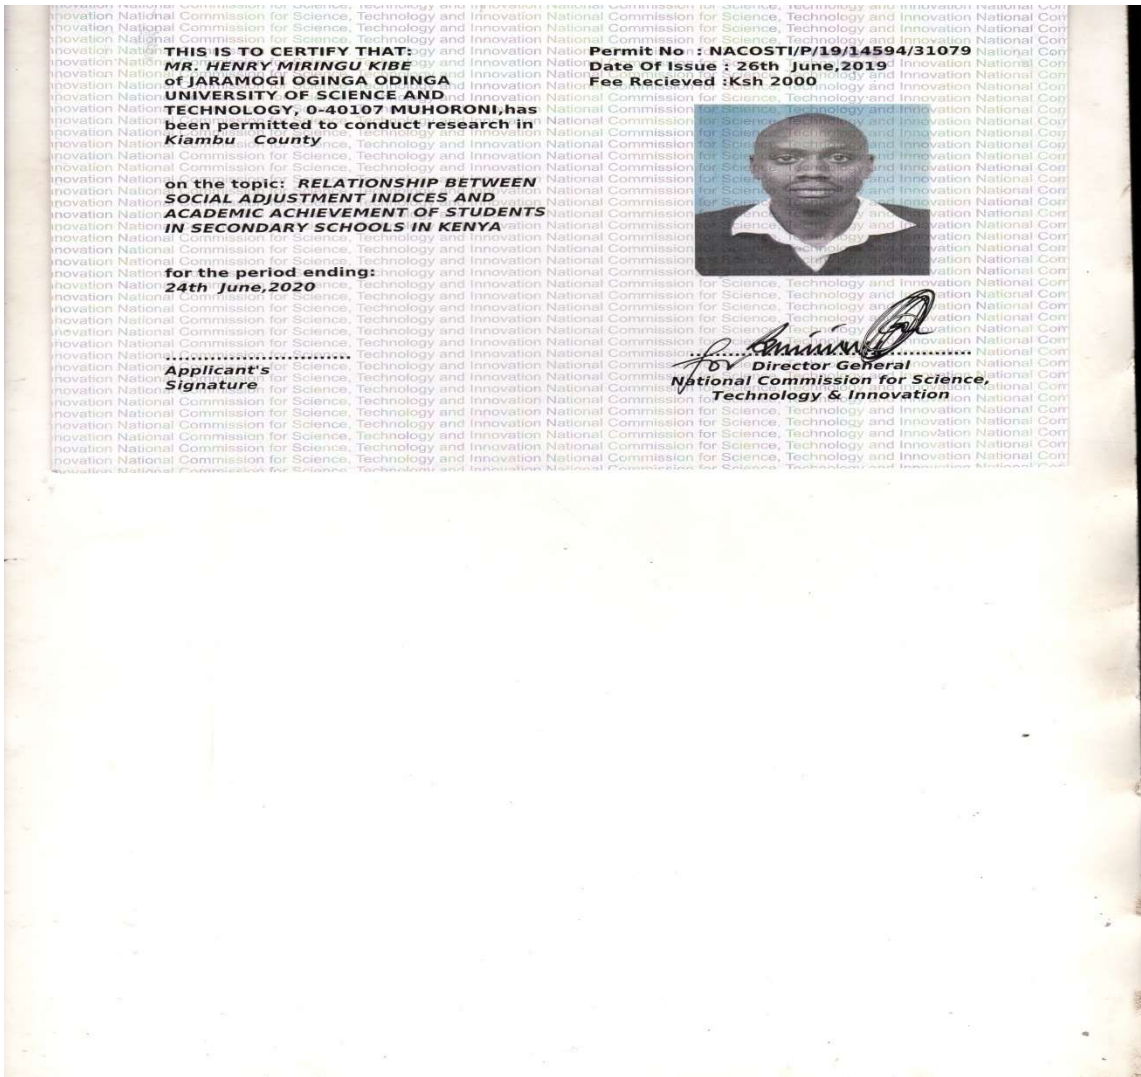 THIS IS TO CERTIFY THAT:
MR. HENRY MIRINGU KIBE
of JARAMOGI OGINGA ODINGA
UNIVERSITY OF SCIENCE AND
TECHNOLOGY, 0-40107 MUHORONI,has
been permitted to conduct research in
Kiambu County
on the topic: RELATIONSHIP BETWEEN
SOCIAL ADJUSTMENT INDICES AND
ACADEMIC ACHIEVEMENT OF STUDENTS
IN SECONDARY SCHOOLS IN KENYA
for the period ending:
24th June,2020
Applicant's
Signature
Permit No : NACOSTI/P/19/14594/31079
Date Of Issue : 26th June,2019
Fee Recieved :Ksh 2000
for
Director General
National Commission for Science,
Technology & Innovation